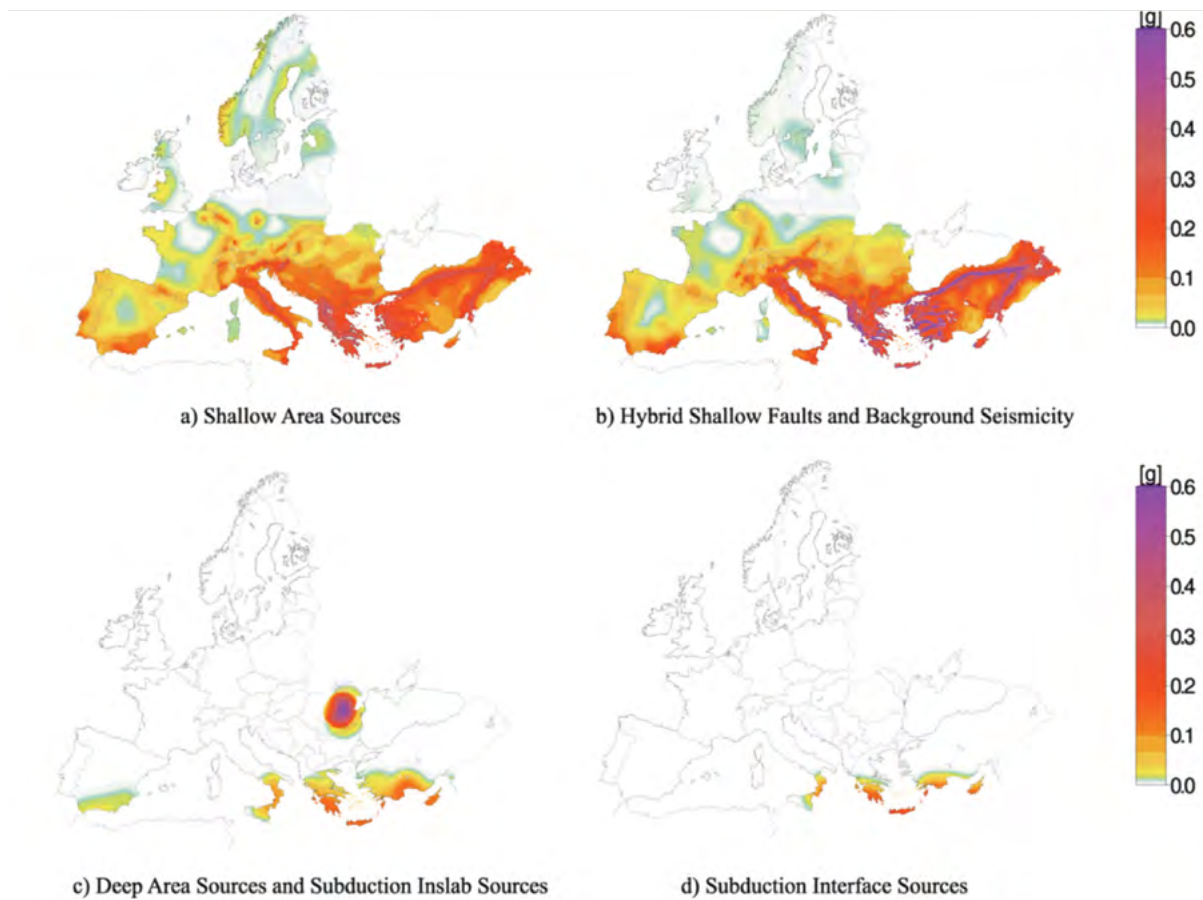 [g]
0.6
0.5
0.4
0.3
0.2
0.1
0.0
a) Shallow Area Sources
b) Hybrid Shallow Faults and Background Seismicity
[g]
0.6
0.5
0.4
0.3
0.2
0.1
0.0
c) Deep Area Sources and Subduction Inslab Sources
d) Subduction Interface Sources